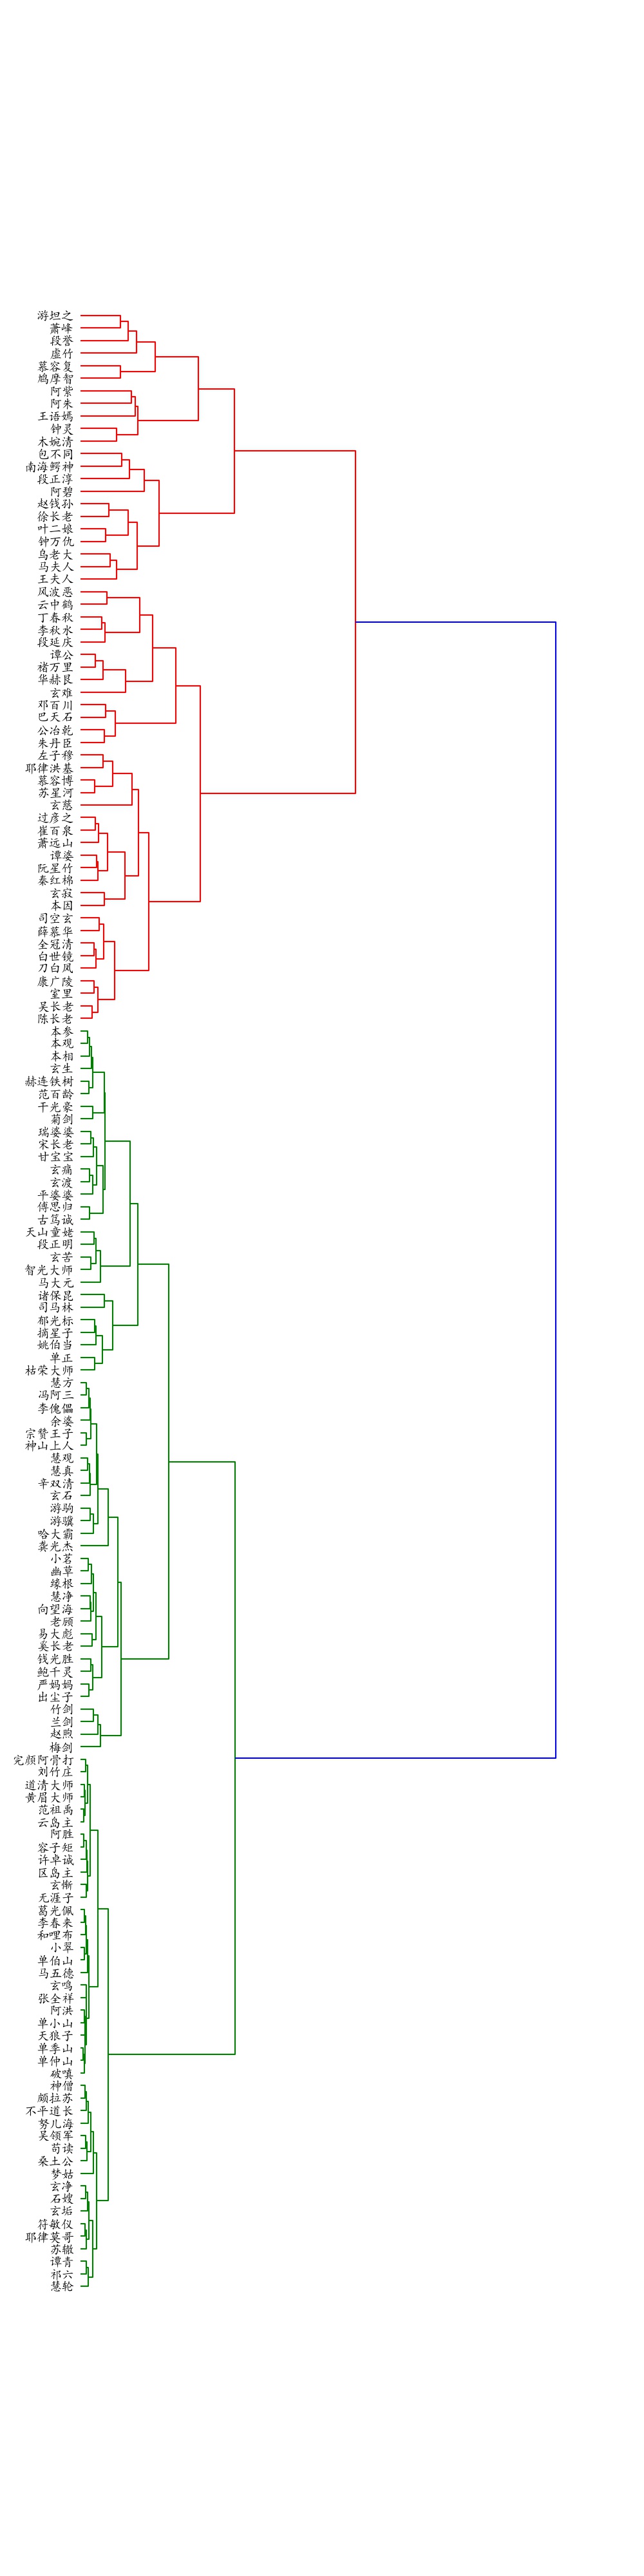 游坦之
萧峰
段誉
虚竹
慕容复
鸠摩智
阿紫
阿朱
王语嫣
钟灵
木婉清
包不同
南海鳄神
段正淳
阿碧
赵钱孙
徐长老
叶二娘
钟万仇
乌老大
马夫人
王夫人
风波恶
云中鹤
丁春秋
李秋水
段延庆
谭公
褚万里
华赫艮
玄难
邓百川
巴天石
公冶乾
朱丹臣
左子穆
耶律洪基
慕容博
苏星河
玄慈
过彦之
崔百泉
萧远山
谭婆
阮星竹
秦红棉
玄寂
本因
司空玄
薛慕华
全冠清
白世镜
刀白凤
康广陵
室里
吴长老
陈长老
本参
本观
本相
玄生
赫连铁树
范百龄
干光豪
菊剑
瑞婆婆
宋长老
甘宝宝
玄痛
玄渡
平婆婆
傅思归
古笃诚
天山童姥
段正明
玄苦
智光大师
马大元
诸保昆
司马林
郁光标
摘星子
姚伯当
单正
枯荣大师
慧方
冯阿三
李傀儡
余婆
宗赞王子
神山上人
慧观
慧真
辛双清
玄石
游驹
游骥
哈大霸
龚光杰
小茗
幽草
缘根
慧净
向望海
老顾
易大彪
奚长老
钱光胜
鲍千灵
严妈妈
出尘子
竹剑
兰剑
赵煦
梅剑
完颜阿骨打
刘竹庄
道清大师
黄眉大师
范祖禹
云岛主
阿胜
容子矩
许卓诚
区岛主
玄惭
无涯子
葛光佩
李春来
和哩布
小翠
单伯山
马五德
玄鸣
张全祥
阿洪
单小山
天狼子
单季山
单仲山
破嗔
神僧
颇拉苏
不平道长
努儿海
吴领军
苟读
桑土公
梦姑
玄净
石嫂
玄垢
符敏仪
耶律莫哥
苏辙
谭青
祁六
慧轮